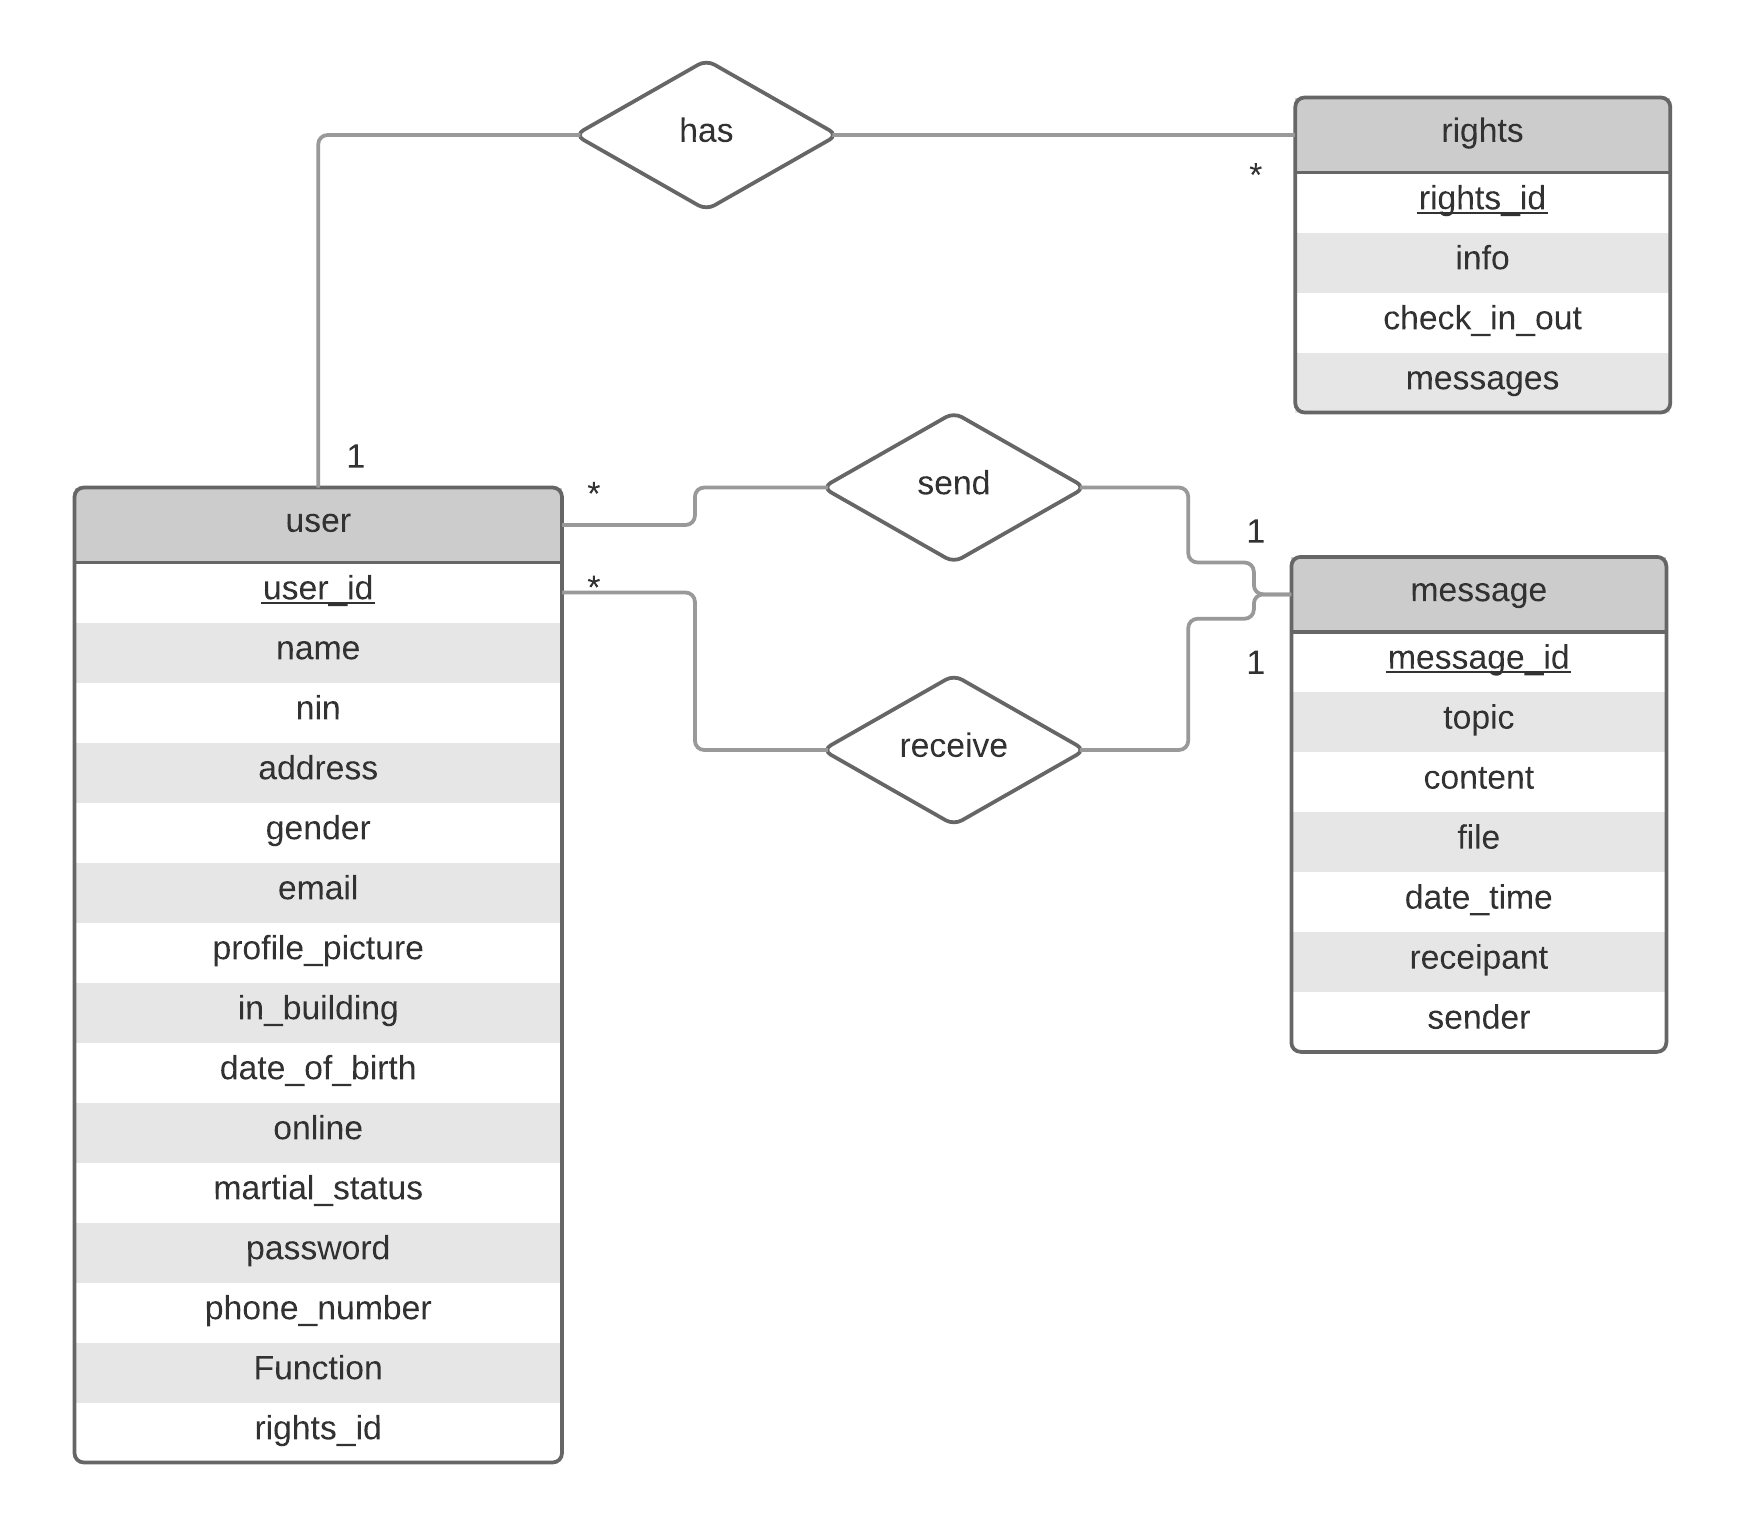 has
rights
*
rights_id
info
check_in_out
messages
1
user
*
send
1
message
*
receive
1
user_id
name
nin
address
gender
email
profile_picture
in_building
date_of_birth
online
martial_status
password
phone_number
Function
rights_id
message_id
topic
content
file
date_time
receipant
sender